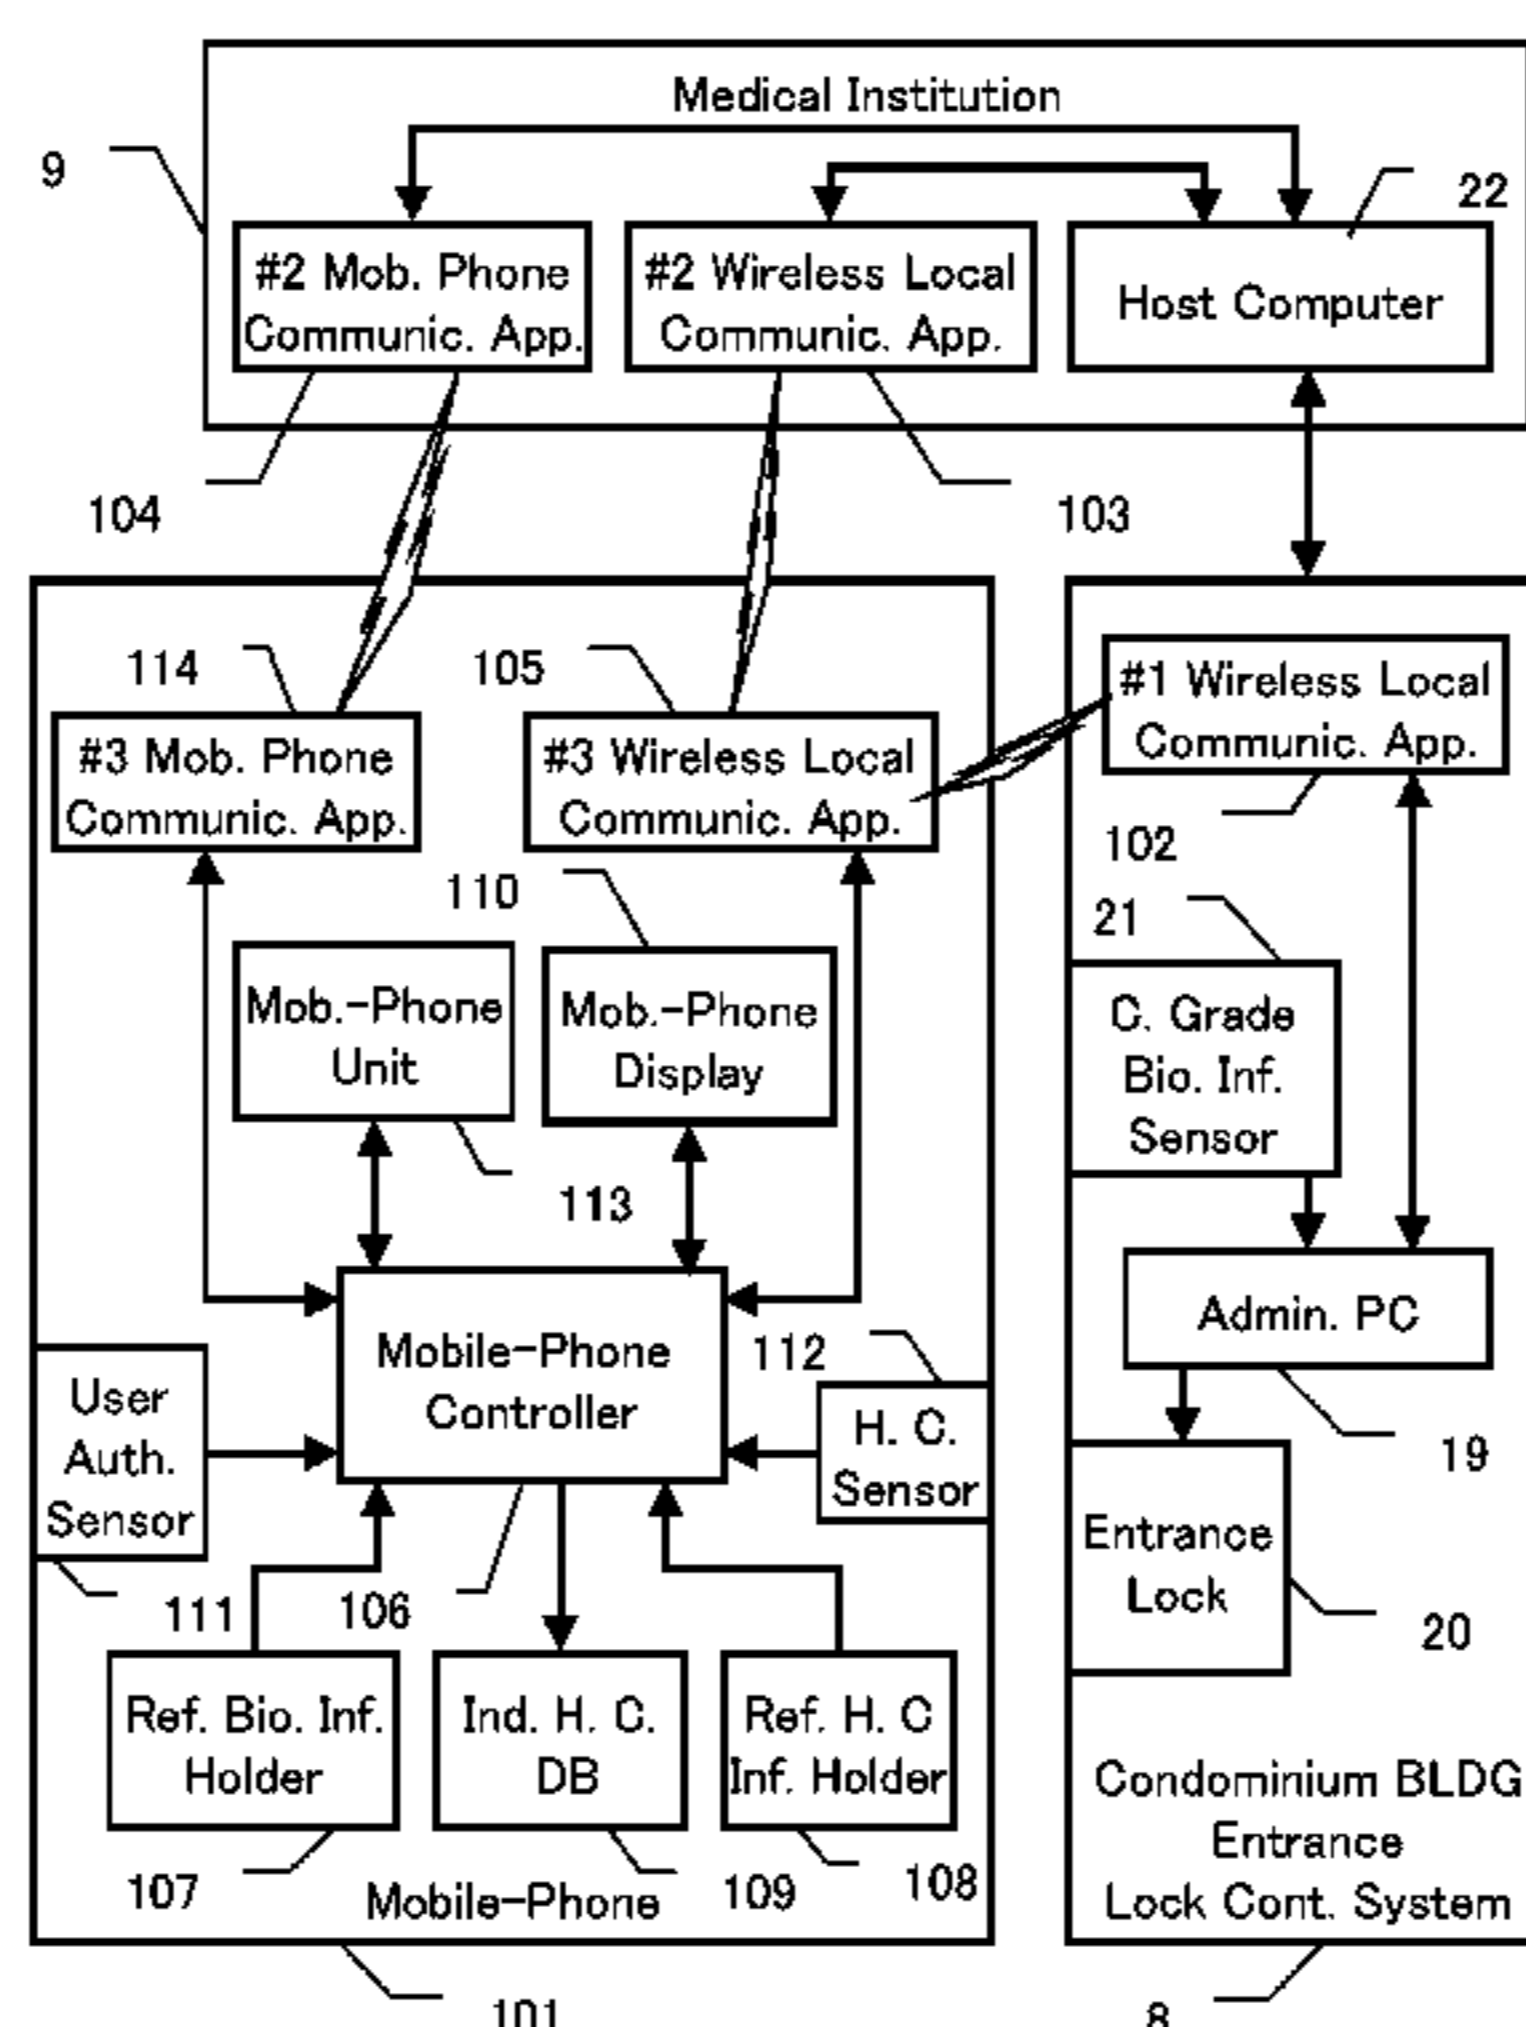 Medical Institution
9
22
#2 Mob. Phone
Communic. App.
#2 Wireless Local
Communic. App.
Host Computer
104
103
114
105
#1 Wireless Local
Communic. App.
#3 Mob. Phone
Communic. App.
#3 Wireless Local
Communic. App.
102
110
21
Mob.-Phone
Unit
Mob.-Phone
Display
C. Grade
Bio. Inf.
Sensor
113
Admin. PC
Mobile-Phone
Controller
112
User
Auth.
Sensor
H. C.
Sensor
19
Entrance
Lock
111
106
20
Ref. Bio. Inf.
Holder
Ind. H. C.
DB
Ref. H. C
Inf. Holder
107
109
108
Mobile-Phone
Condominium BLDG
Entrance
Lock Cont. System
101
8